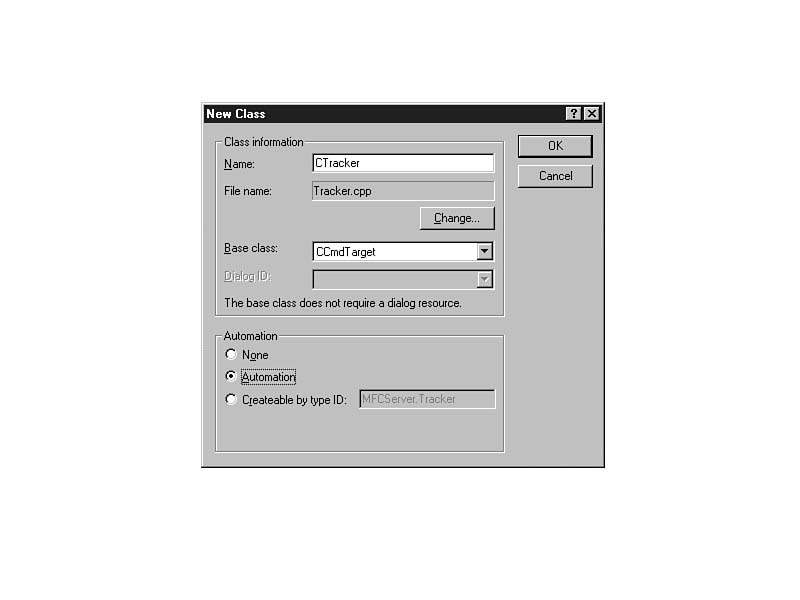 New Class
Class information
Name: CTracker
OK
File name: Tracker.cpp
Cancel
Change...
Base class: CCmdTarget
Dialog ID:
The base class does not require a dialog resource.
Automation
None
Automation
Createable by type ID: MFCServer.Tracker